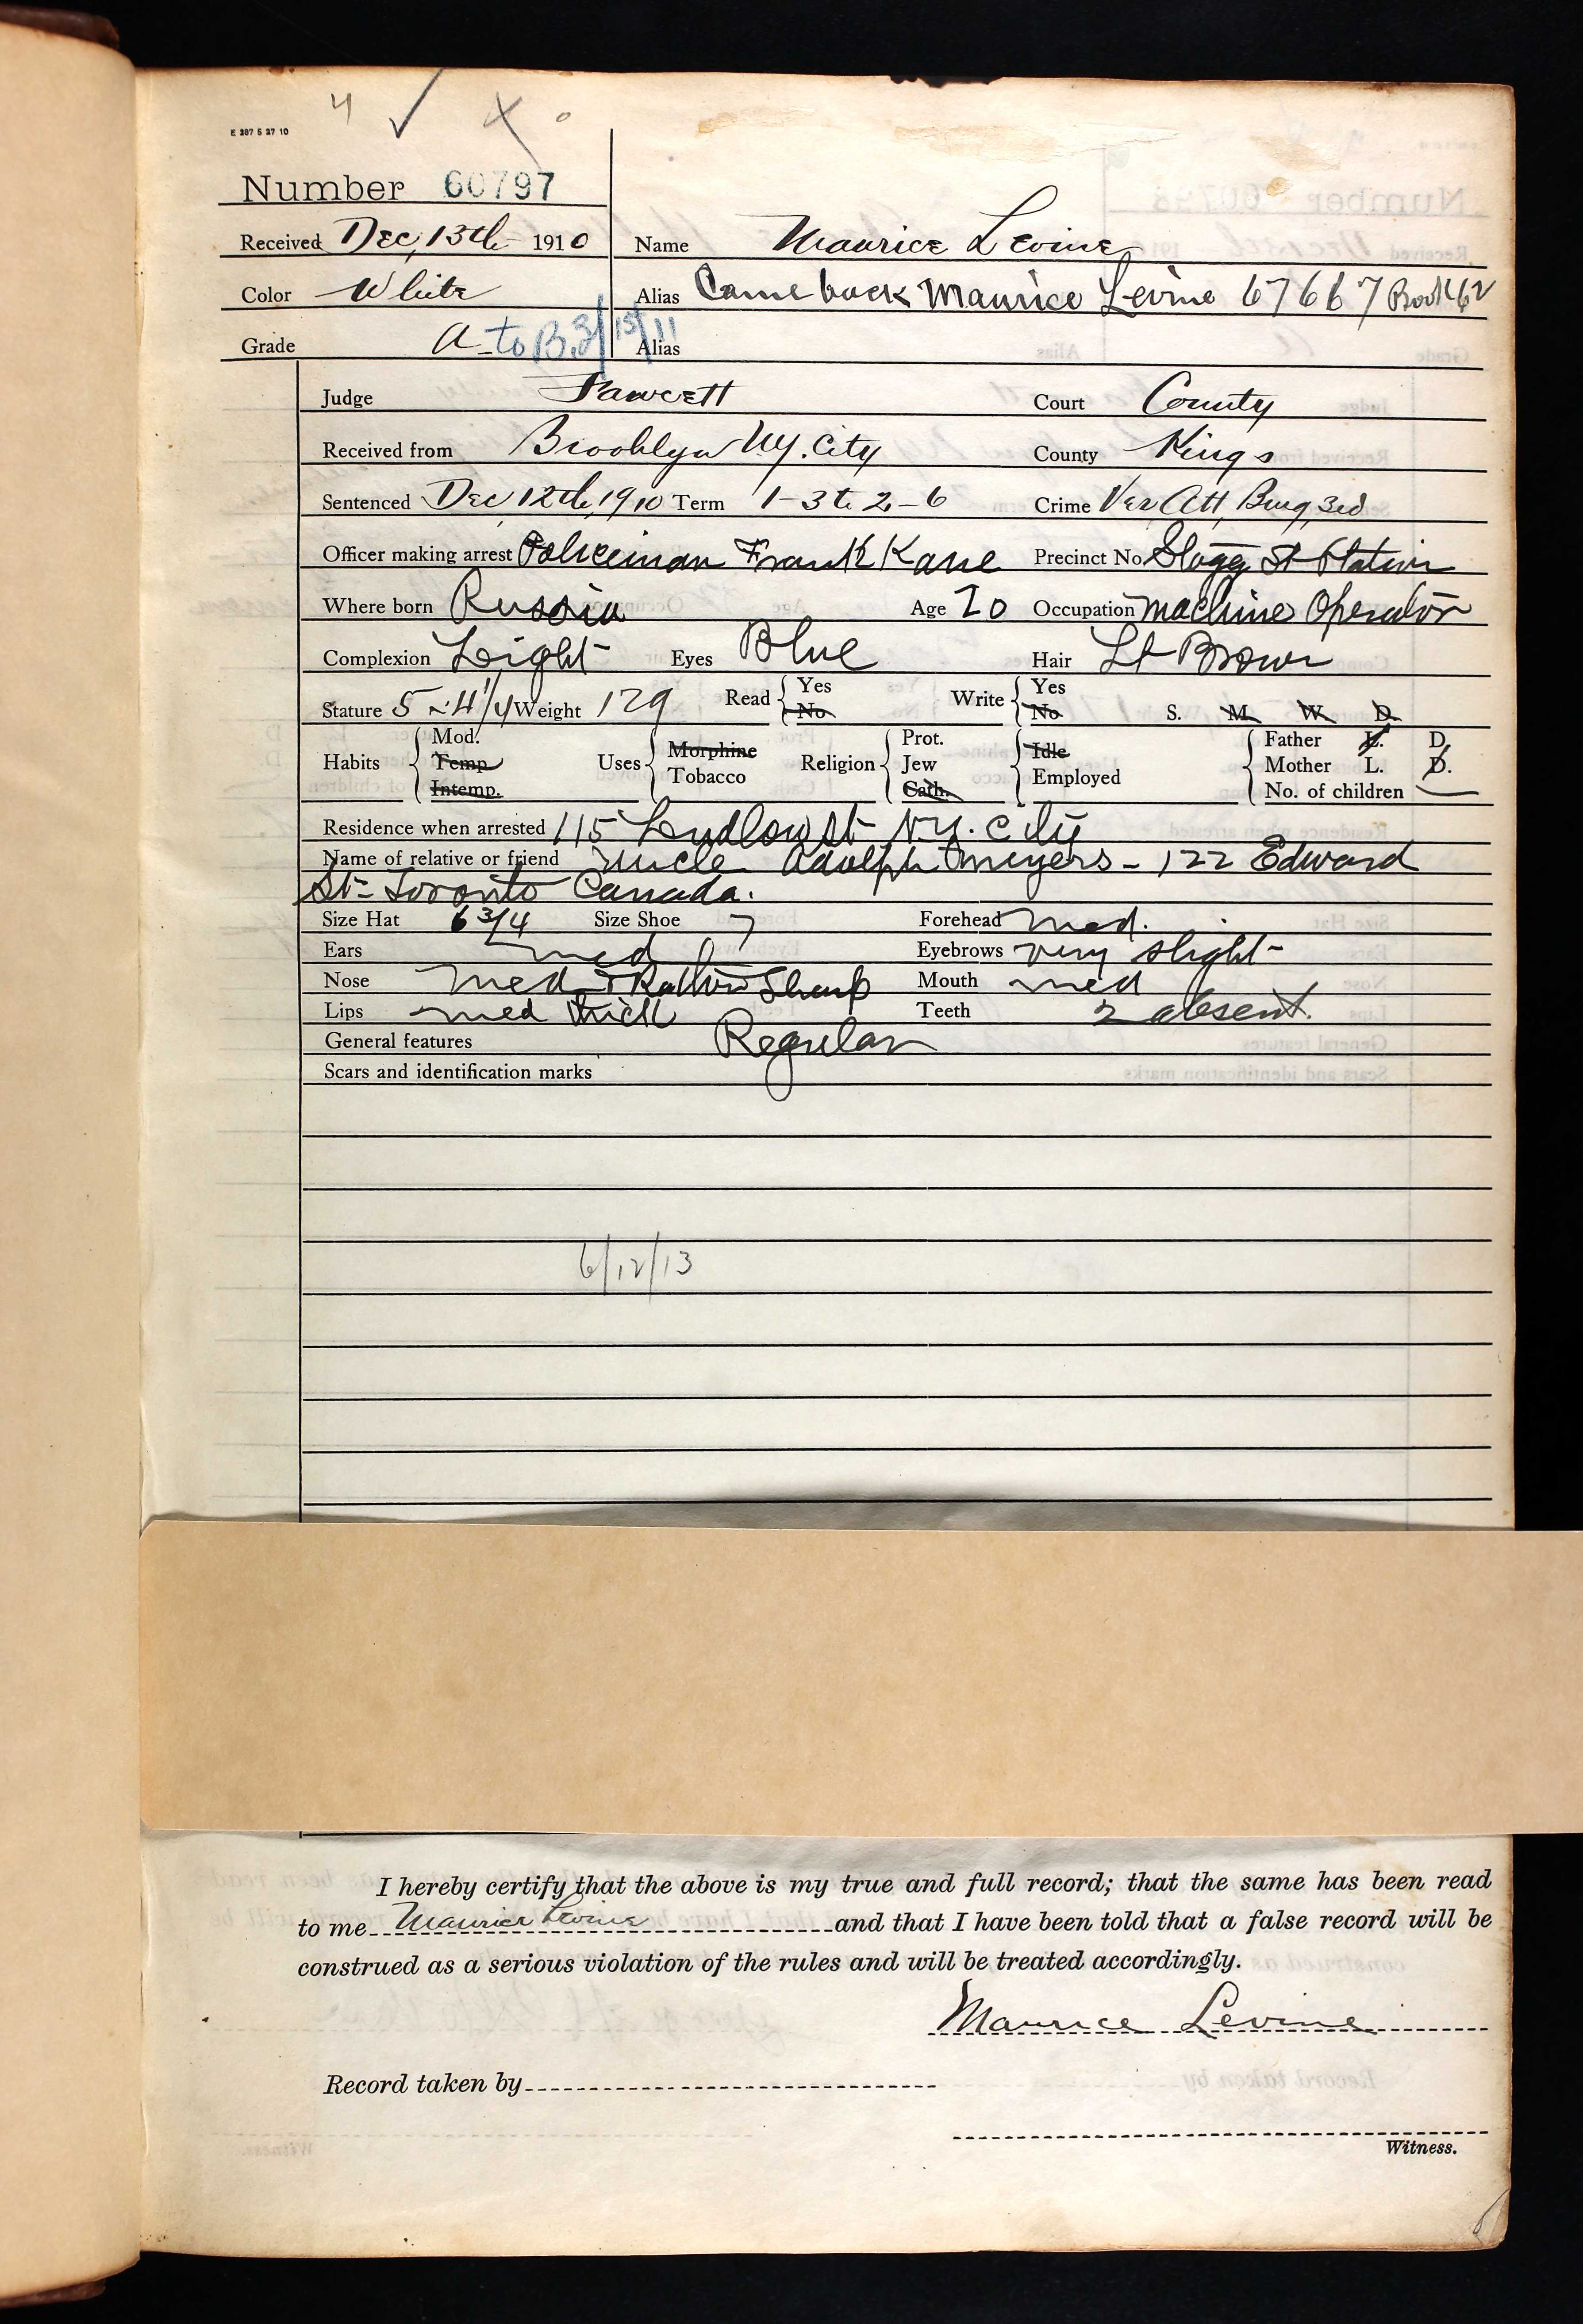 4 ✓ X
E 397 5 27 10
Number 60797
Received Dec, 13th 1910 Name Maurice Levine
Color White Alias Came back Maurice Levine 67667 Book 62
Grade A to B. 3/15/11 Alias
Judge Fawcett Court County
Received from Brooklyn N.Y. City County Kings
Sentenced Dec 12th, 1910 Term 1-3 to 2-6 Crime Ver Att Burg 3rd
Officer making arrest Policeman Frank Kane Precinct No. Stagg St Station
Where born Russia Age 20 Occupation Machine Operator
Complexion Light Eyes Blue Hair Lt Brown
Stature 5-4 1/4 Weight 129 Read Yes No Write Yes No S. M. W. D.
Habits Mod. Temp. Intemp. Uses Morphine Tobacco Religion Prot. Jew Cath. Idle Employed Father L. D. Mother L. D. No. of children
Residence when arrested 115 Ludlow St N.Y. City
Name of relative or friend Uncle Adolph Meyers - 122 Edward
St- Toronto Canada.
Size Hat 6 3/4 Size Shoe 7 Forehead Med.
Ears med Eyebrows very slight
Nose Med & Rather Sharp Mouth med
Lips med thick Teeth 2 absent.
General features Regular
Scars and identification marks
6/12/13
I hereby certify that the above is my true and full record; that the same has been read
to me Maurice Levine and that I have been told that a false record will be
construed as a serious violation of the rules and will be treated accordingly.
Maurice Levine
Record taken by
Witness.